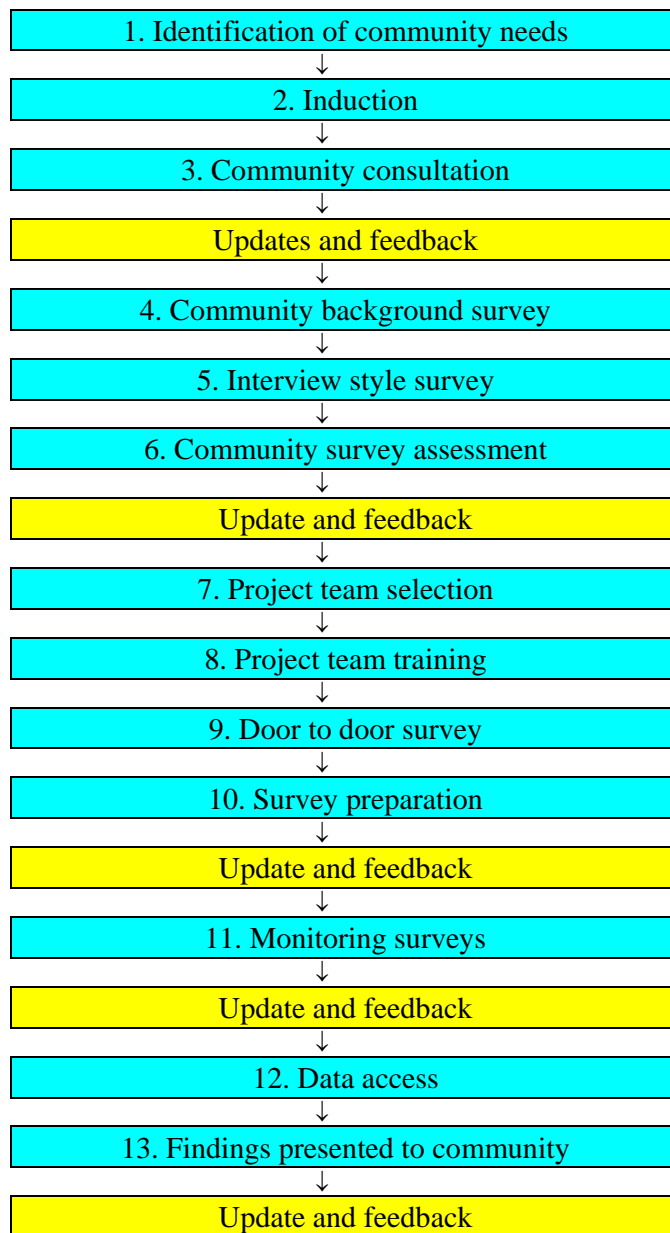 1. Identification of community needs
↓
2. Induction
↓
3. Community consultation
↓
Updates and feedback
↓
4. Community background survey
↓
5. Interview style survey
↓
6. Community survey assessment
↓
Update and feedback
↓
7. Project team selection
↓
8. Project team training
↓
9. Door to door survey
↓
10. Survey preparation
↓
Update and feedback
↓
11. Monitoring surveys
↓
Update and feedback
↓
12. Data access
↓
13. Findings presented to community
↓
Update and feedback